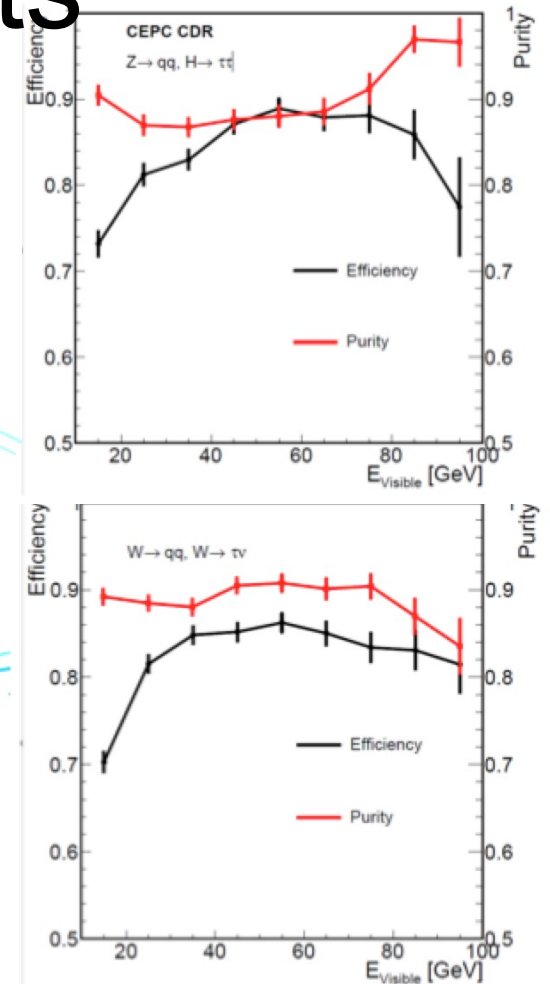 ts
Efficiency
CEPC CDR
Z→ qq, H→ ττ
Purity
1
0.9
0.8
0.7
0.6
0.5
0.9
0.8
0.7
0.6
0.5
Efficiency
Purity
20 40 60 80 100
E_Visible [GeV]
Efficiency
W→ qq, W→ τν
Purity
0.9
0.8
0.7
0.6
0.5
0.9
0.8
0.7
0.6
0.5
Efficiency
Purity
20 40 60 80 100
E_Visible [GeV]